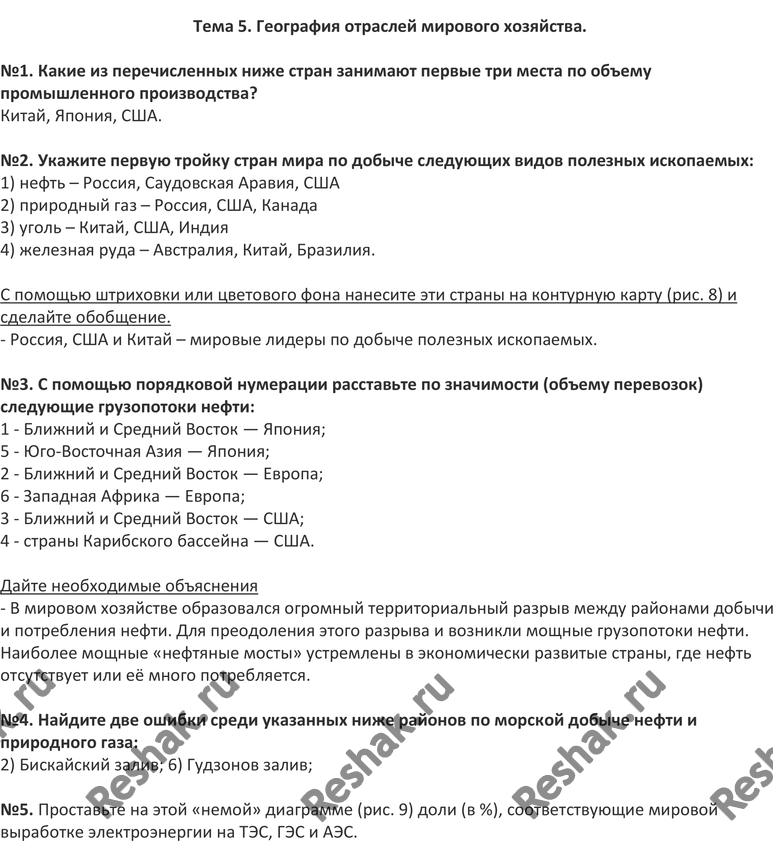 Тема 5. География отраслей мирового хозяйства.
№1. Какие из перечисленных ниже стран занимают первые три места по объему
промышленного производства?
Китай, Япония, США.
№2. Укажите первую тройку стран мира по добыче следующих видов полезных ископаемых:
1) нефть – Россия, Саудовская Аравия, США
2) природный газ – Россия, США, Канада
3) уголь – Китай, США, Индия
4) железная руда – Австралия, Китай, Бразилия.
С помощью штриховки или цветового фона нанесите эти страны на контурную карту (рис. 8) и
сделайте обобщение.
- Россия, США и Китай – мировые лидеры по добыче полезных ископаемых.
№3. С помощью порядковой нумерации расставьте по значимости (объему перевозок)
следующие грузопотоки нефти:
1 - Ближний и Средний Восток — Япония;
5 - Юго-Восточная Азия — Япония;
2 - Ближний и Средний Восток — Европа;
6 - Западная Африка — Европа;
3 - Ближний и Средний Восток — США;
4 - страны Карибского бассейна — США.
Дайте необходимые объяснения
- В мировом хозяйстве образовался огромный территориальный разрыв между районами добычи
и потребления нефти. Для преодоления этого разрыва и возникли мощные грузопотоки нефти.
Наиболее мощные «нефтяные мосты» устремлены в экономически развитые страны, где нефть
отсутствует или её много потребляется.
№4. Найдите две ошибки среди указанных ниже районов по морской добыче нефти и
природного газа:
2) Бискайский залив; 6) Гудзонов залив;
№5. Проставьте на этой «немой» диаграмме (рис. 9) доли (в %), соответствующие мировой
выработке электроэнергии на ТЭС, ГЭС и АЭС.
Reshak.ru
Reshak.ru
Reshak.ru